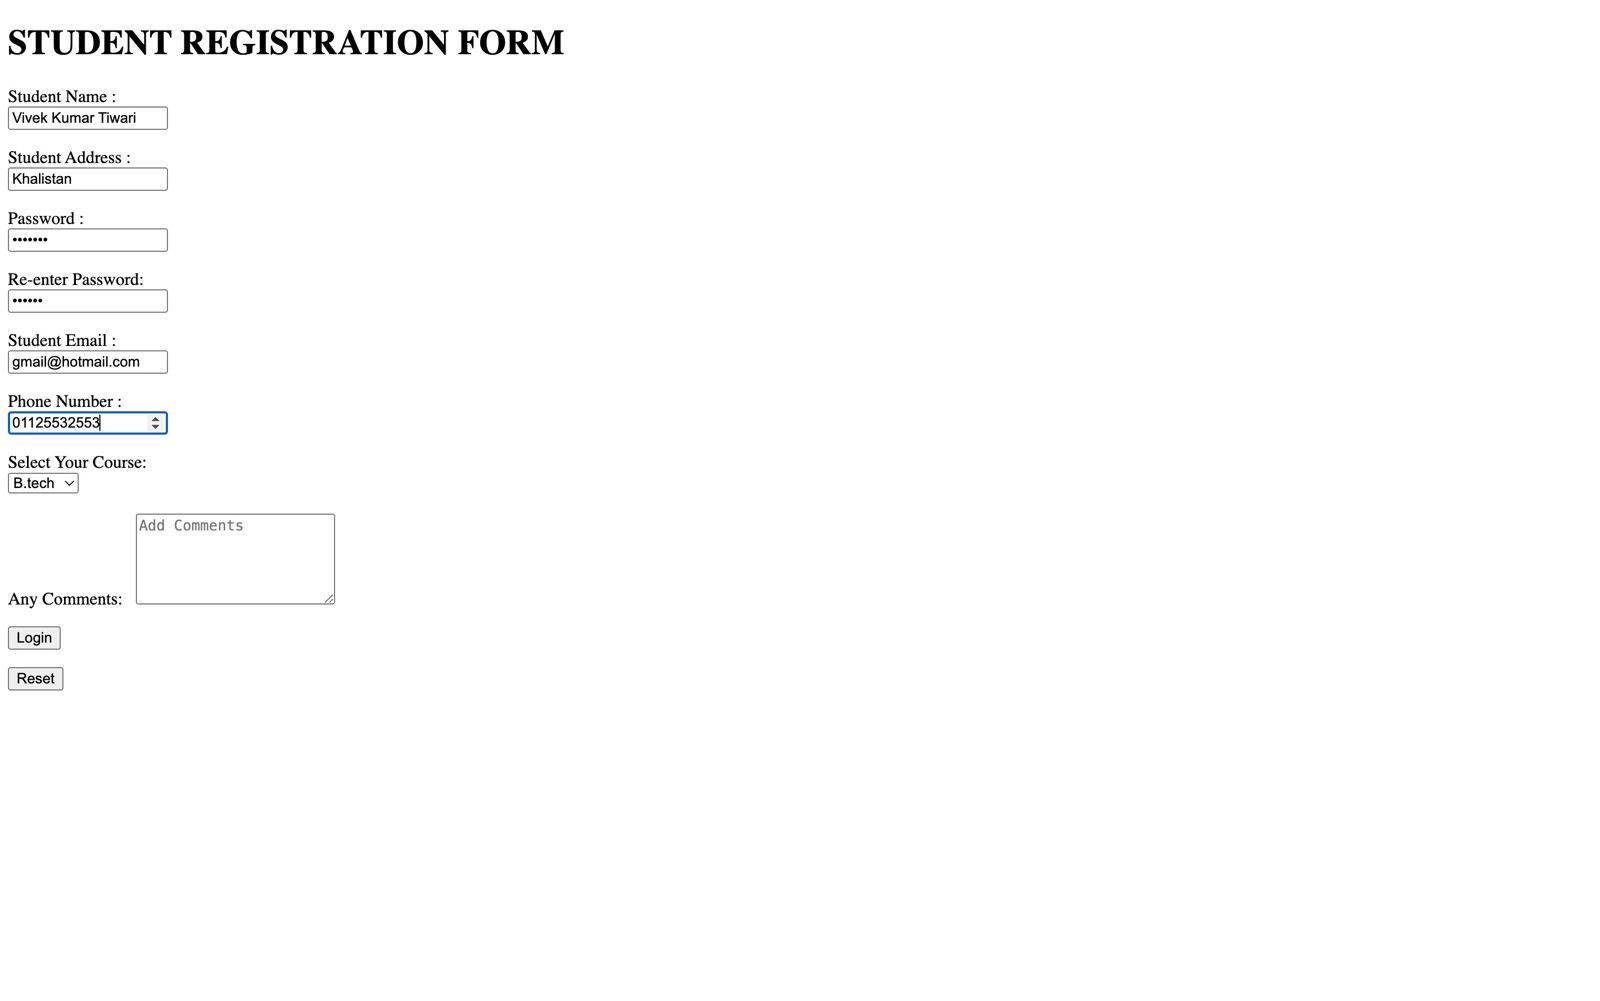 STUDENT REGISTRATION FORM
Student Name :
Vivek Kumar Tiwari
Student Address :
Khalistan
Password :
•••••••
Re-enter Password:
••••••
Student Email :
gmail@hotmail.com
Phone Number :
01125532553
Select Your Course:
B.tech
Add Comments
Any Comments:
Login
Reset